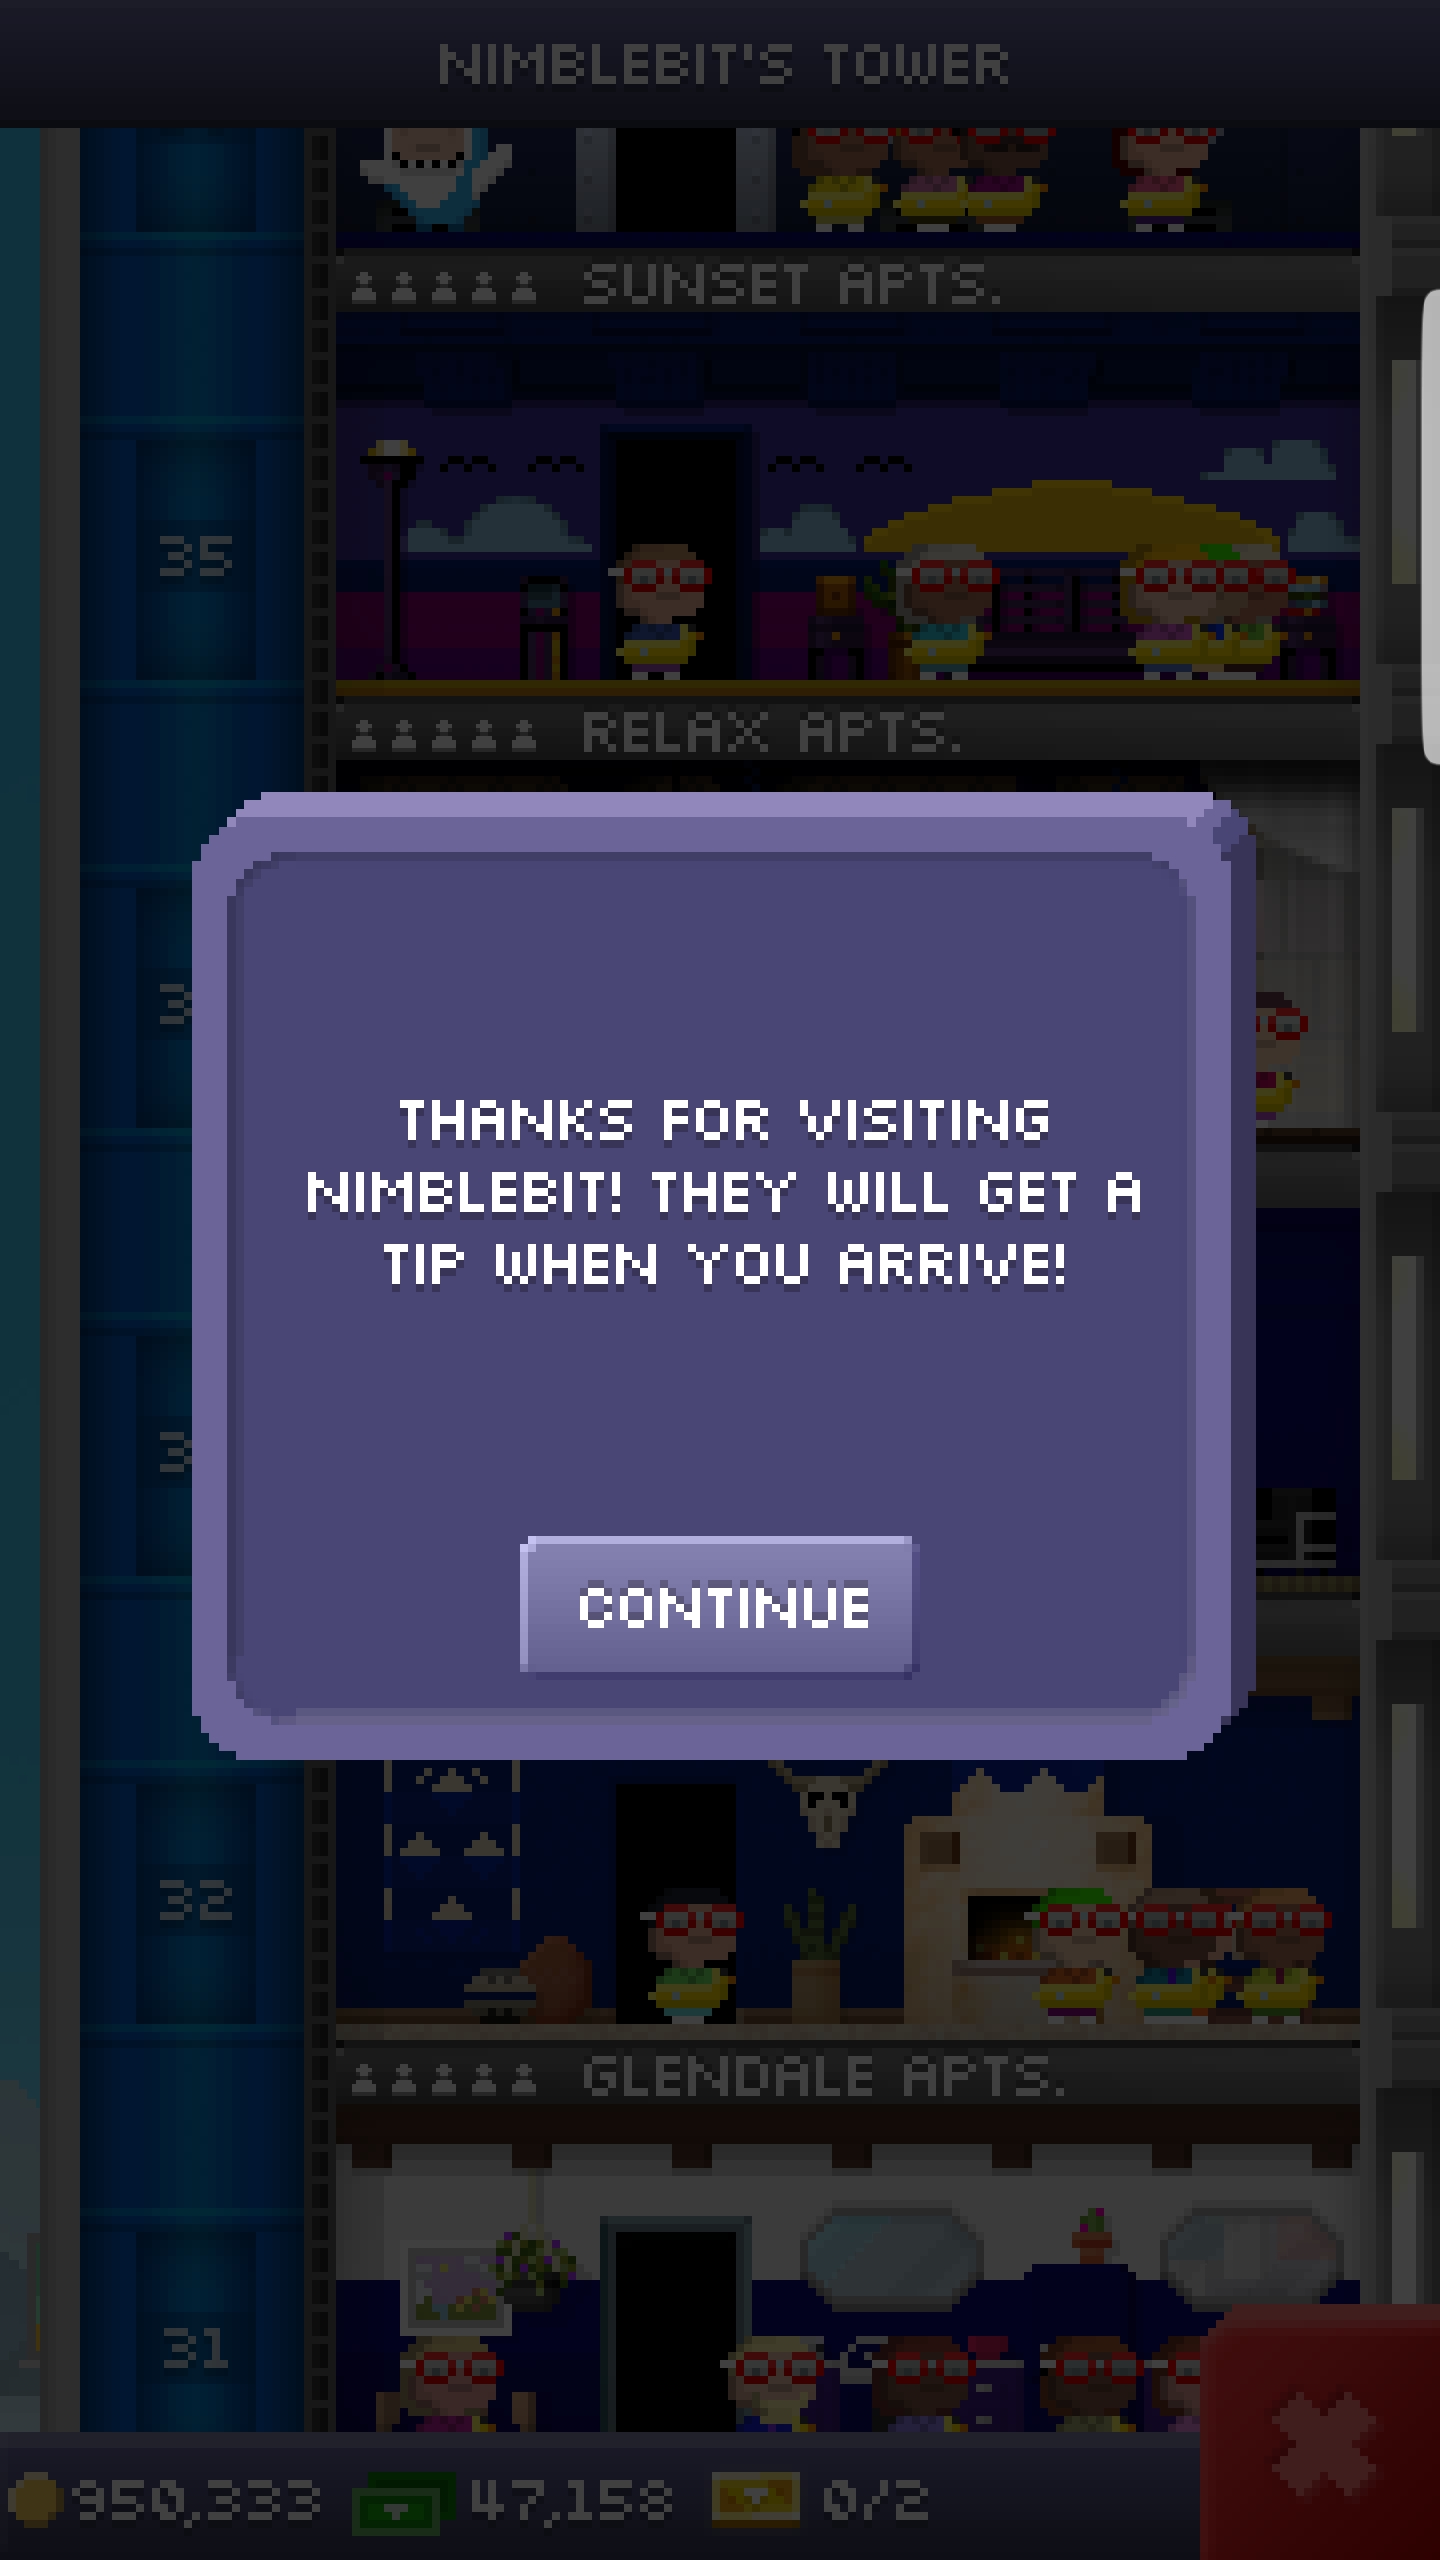 NIMBLEBIT'S TOWER
SUNSET APTS.
35
RELAX APTS.
THANKS FOR VISITING
NIMBLEBIT! THEY WILL GET A
TIP WHEN YOU ARRIVE!
CONTINUE
32
GLENDALE APTS.
31
950,333 47,158 0/2